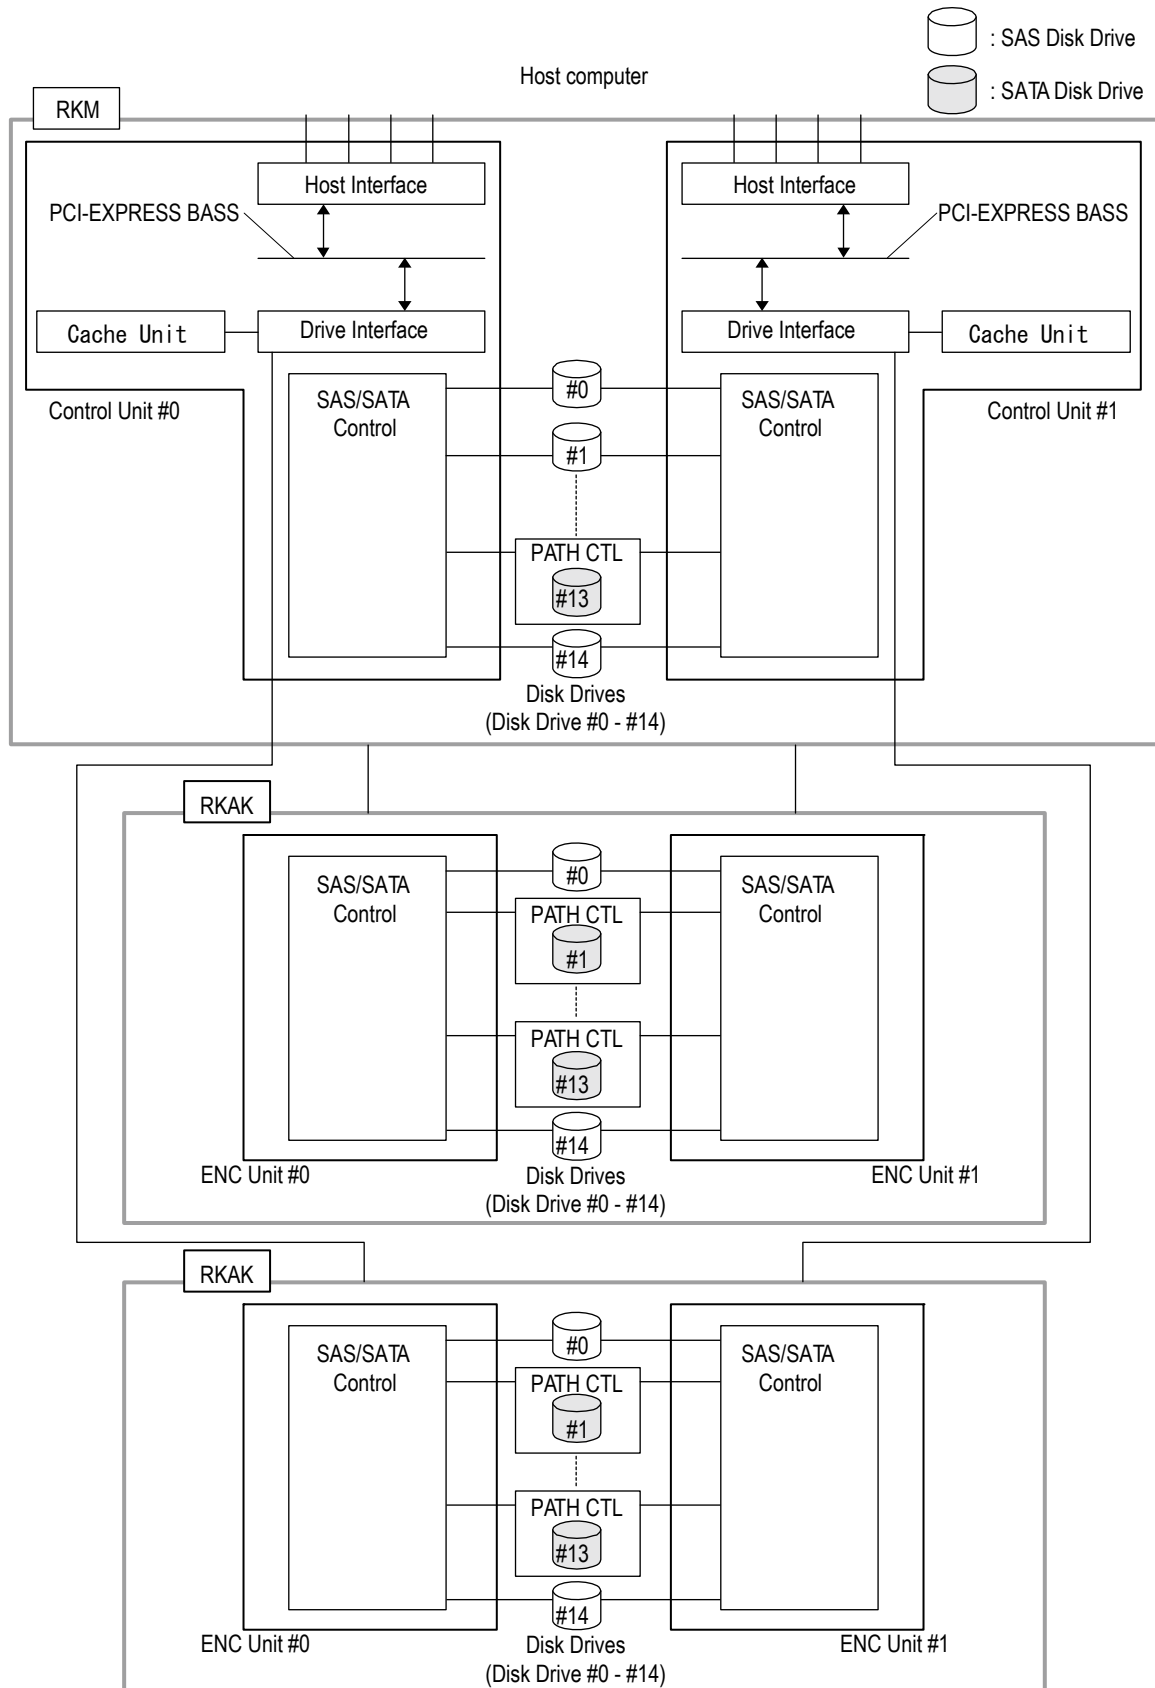 : SAS Disk Drive
Host computer
: SATA Disk Drive
RKM
Host Interface
Host Interface
PCI-EXPRESS BASS
PCI-EXPRESS BASS
Cache Unit
Drive Interface
Drive Interface
Cache Unit
#0
SAS/SATA
Control
SAS/SATA
Control
Control Unit #0
Control Unit #1
#1
PATH CTL
#13
#14
Disk Drives
(Disk Drive #0 - #14)
RKAK
#0
SAS/SATA
Control
SAS/SATA
Control
PATH CTL
#1
PATH CTL
#13
#14
ENC Unit #0
Disk Drives
(Disk Drive #0 - #14)
ENC Unit #1
RKAK
#0
SAS/SATA
Control
SAS/SATA
Control
PATH CTL
#1
PATH CTL
#13
#14
ENC Unit #0
Disk Drives
(Disk Drive #0 - #14)
ENC Unit #1